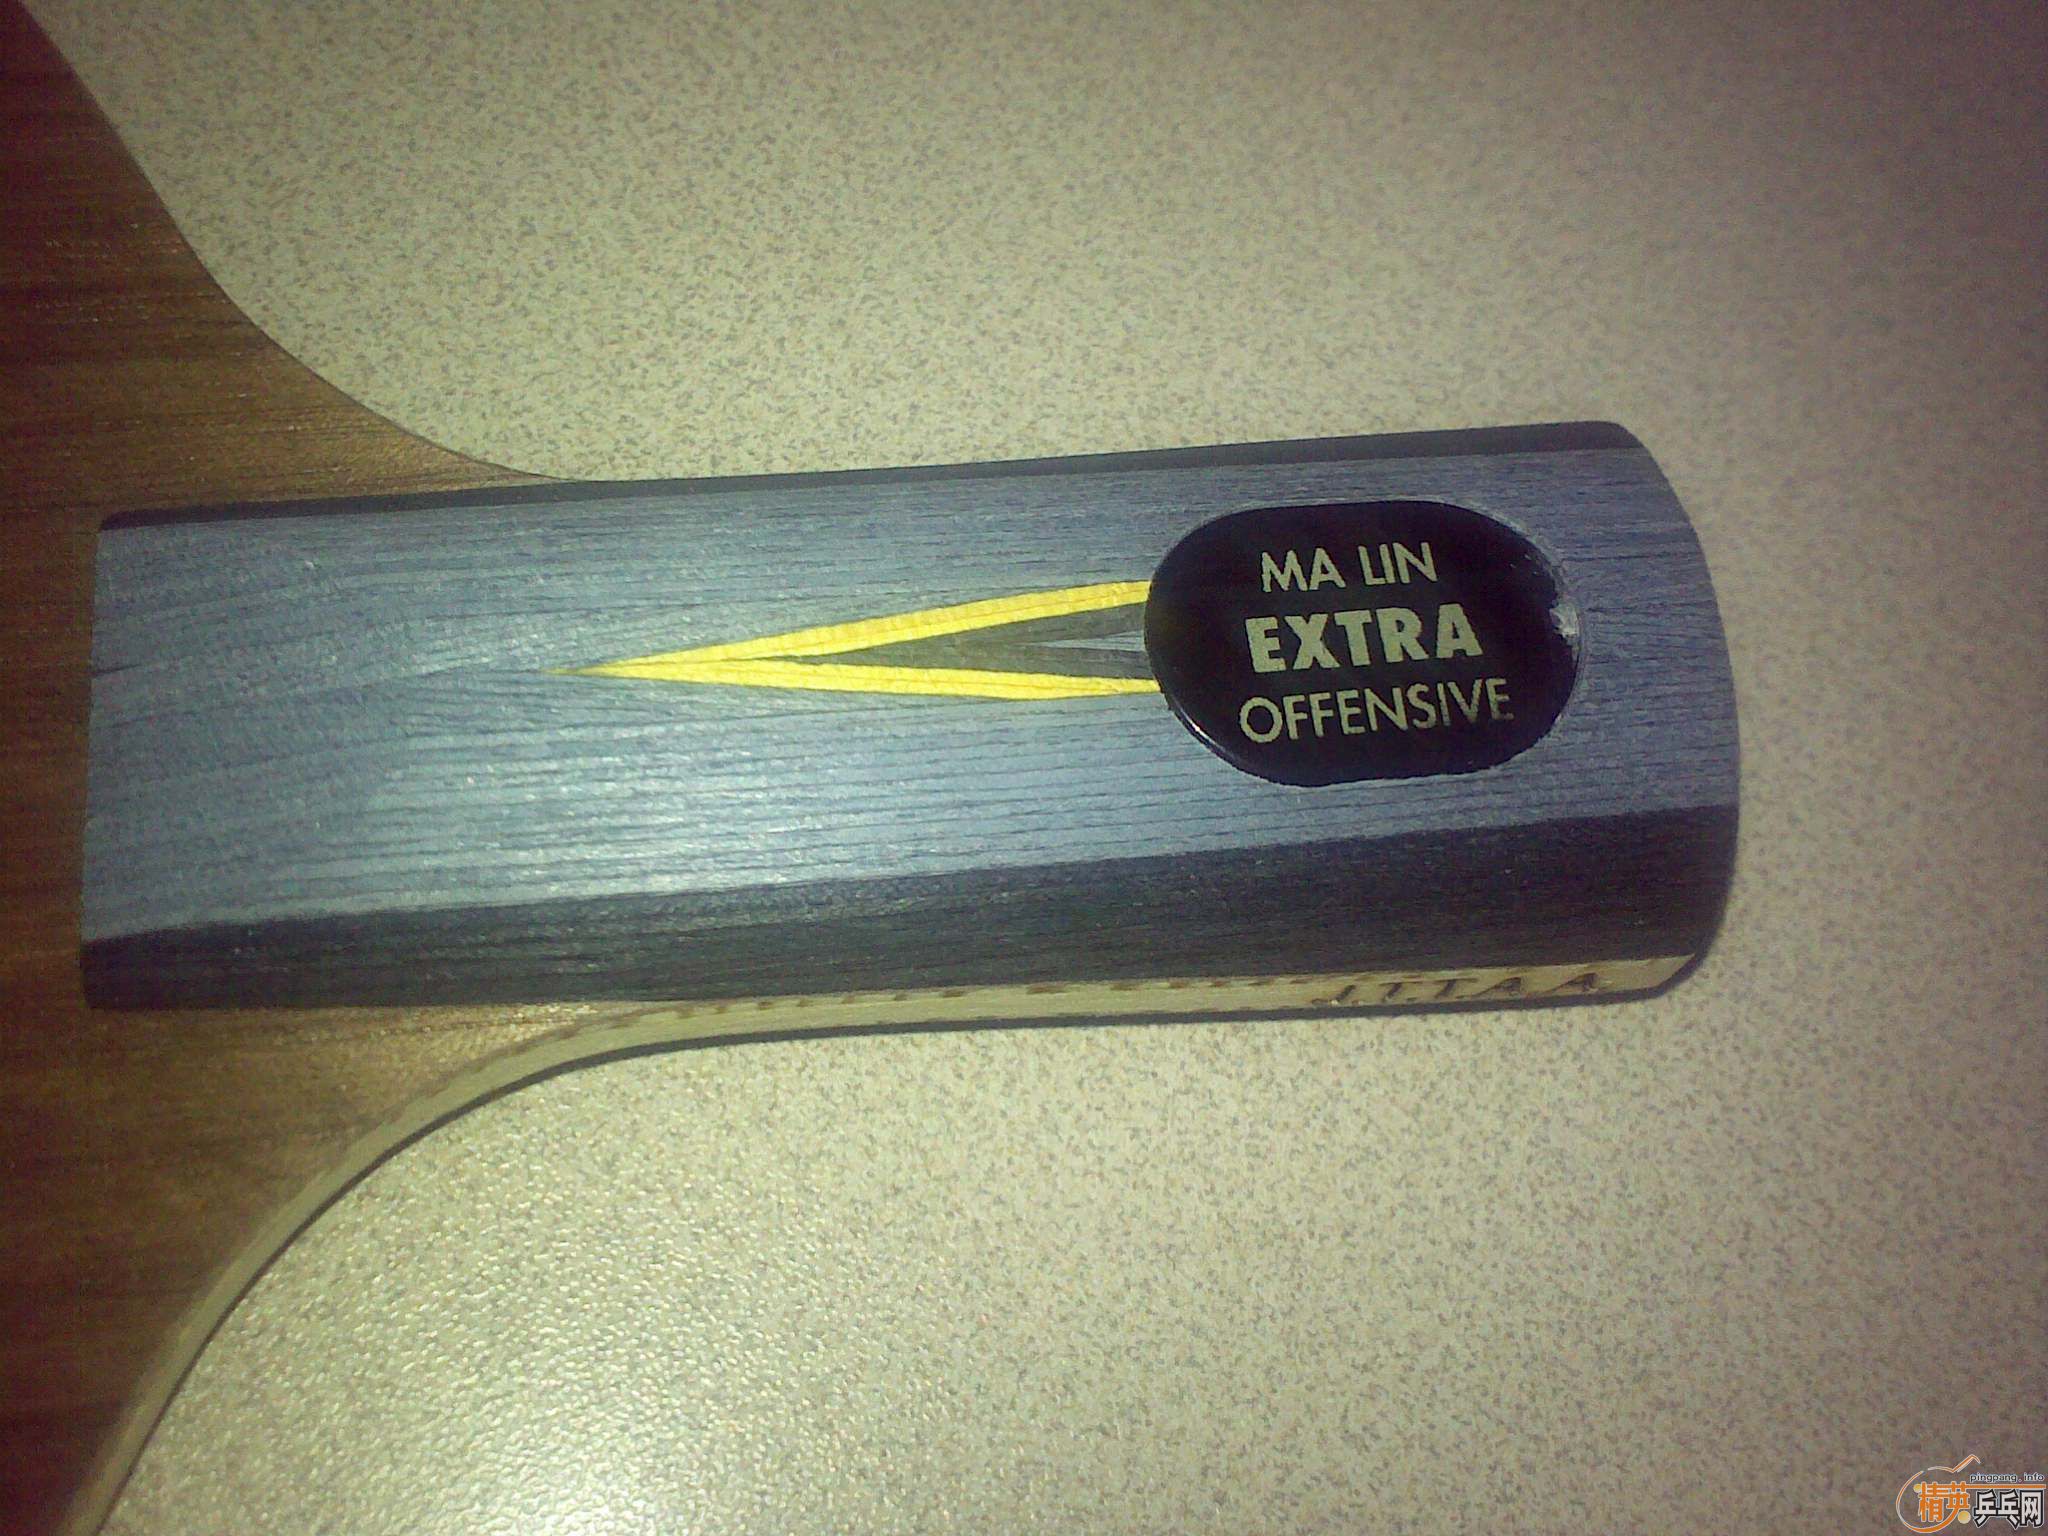 MA LIN
EXTRA
OFFENSIVE
J.T.T.A.A.
pingpang.info
精英乒乓网